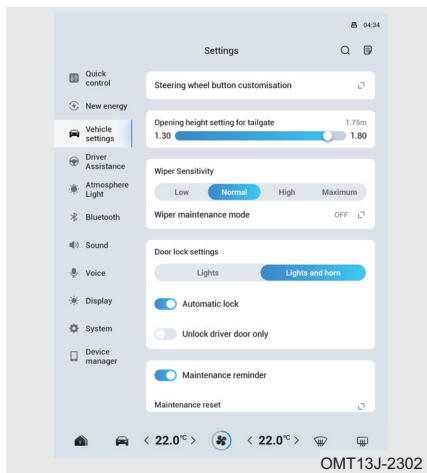 04:34
Settings
Quick
control
New energy
Vehicle
settings
Driver
Assistance
Atmosphere
Light
Bluetooth
Sound
Voice
Display
System
Device
manager
Steering wheel button customisation
Opening height setting for tailgate 1.75m
1.30 1.80
Wiper Sensitivity
Low Normal High Maximum
Wiper maintenance mode OFF
Door lock settings
Lights Lights and horn
Automatic lock
Unlock driver door only
Maintenance reminder
Maintenance reset
< 22.0°C > < 22.0°C >
OMT13J-2302